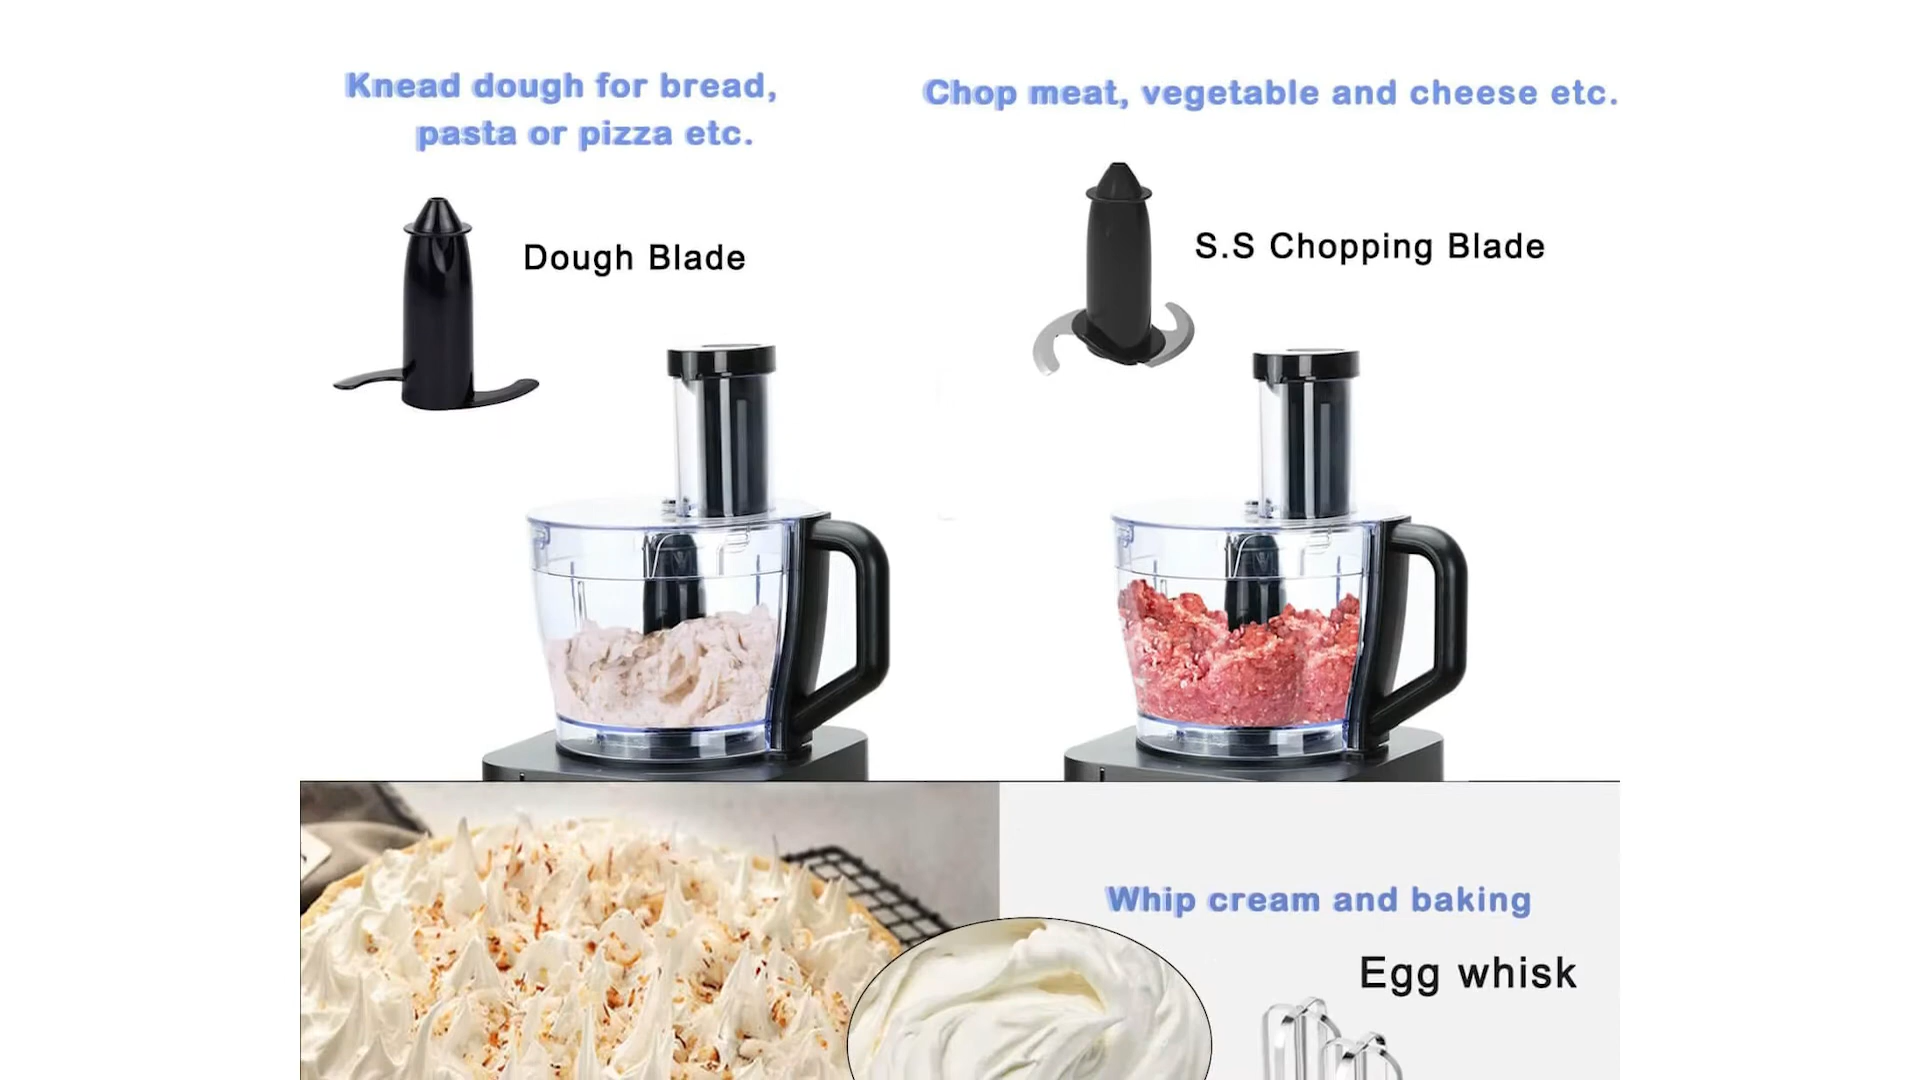 Knead dough for bread,
pasta or pizza etc.
Dough Blade
Chop meat, vegetable and cheese etc.
S.S Chopping Blade
Whip cream and baking
Egg whisk